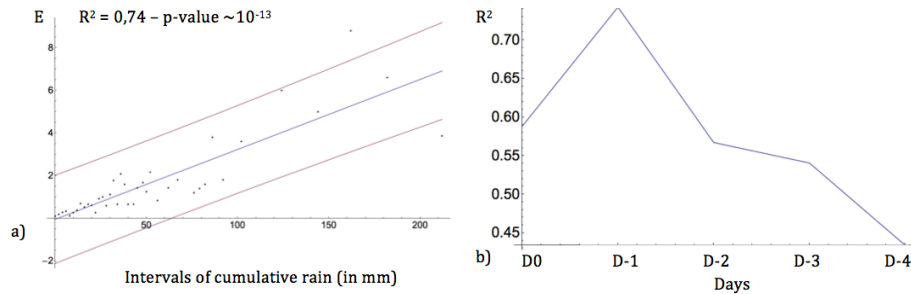 E R² = 0,74 – p-value ~10⁻¹³
8
6
4
2
-2
50 100 150 200
a)
Intervals of cumulative rain (in mm)
R²
0.70
0.65
0.60
0.55
0.50
0.45
b)
D0 D-1 D-2 D-3 D-4
Days